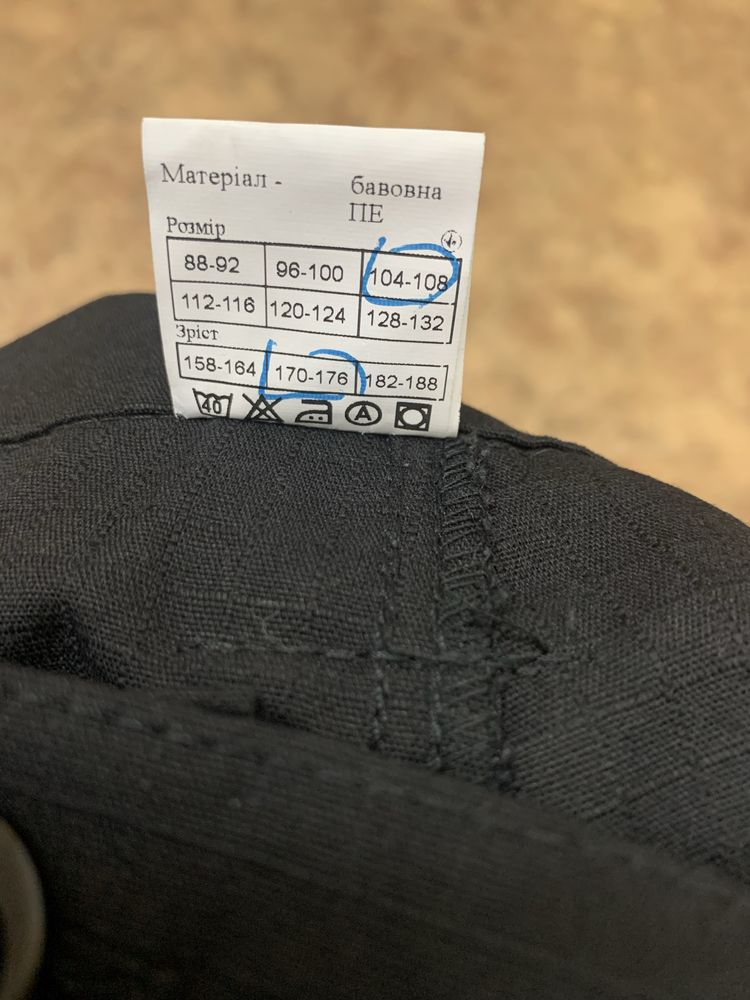 Матеріал - бавовна
ПЕ
Розмір
88-92 96-100 104-108
112-116 120-124 128-132
Зріст
158-164 170-176 182-188
40 A